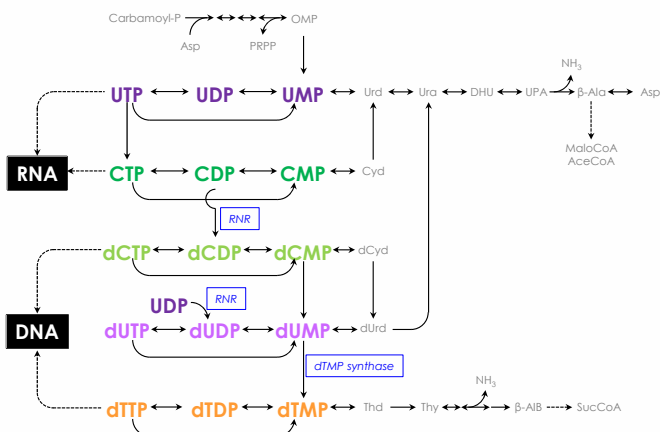 Carbamoyl-P OMP
Asp PRPP
NH3
UTP UDP UMP Urd Ura DHU UPA β-Ala Asp
MaloCoA
AceCoA
RNA CTP CDP CMP Cyd
RNR
dCTP dCDP dCMP dCyd
UDP RNR
DNA dUTP dUDP dUMP dUrd
dTMP synthase
NH3
dTTP dTDP dTMP Thd Thy β-AIB SucCoA